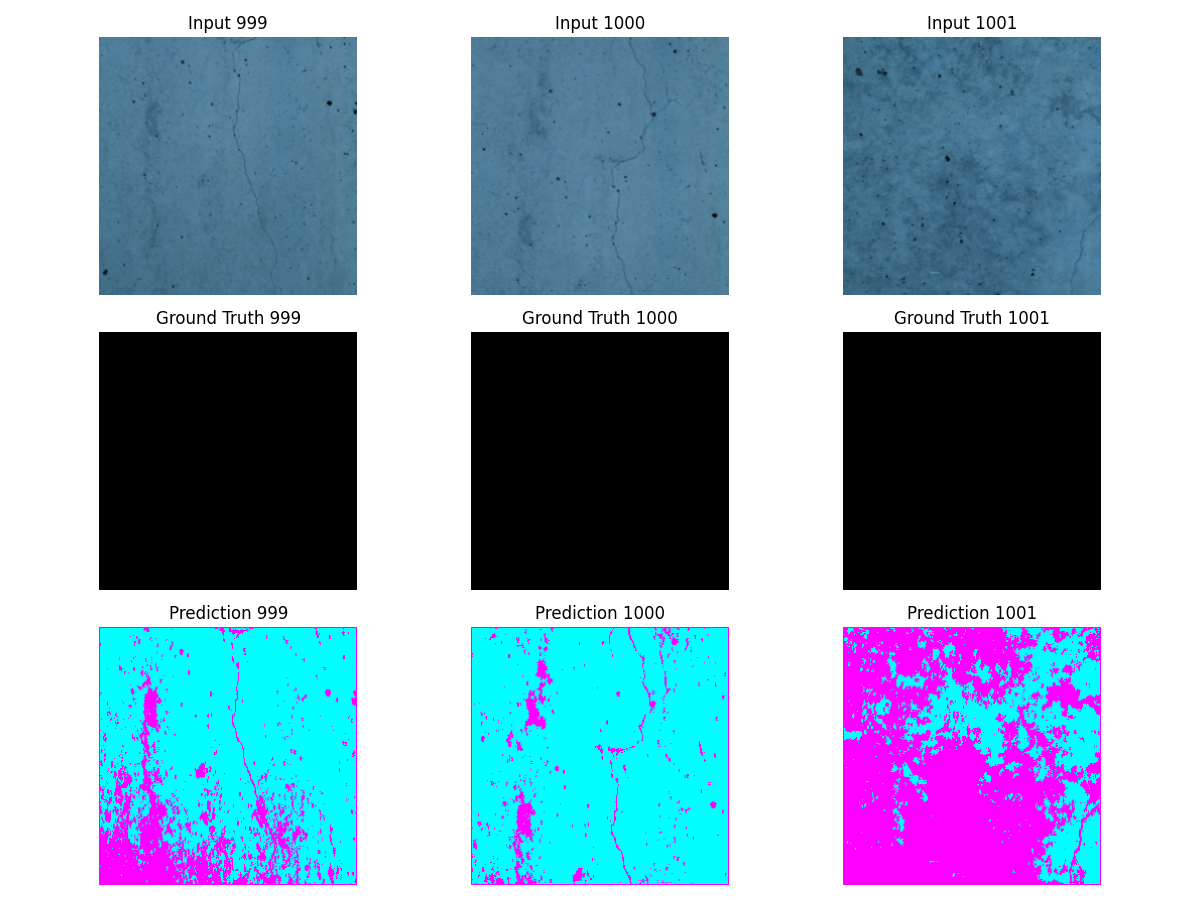 Input 999
Input 1000
Input 1001
Ground Truth 999
Ground Truth 1000
Ground Truth 1001
Prediction 999
Prediction 1000
Prediction 1001